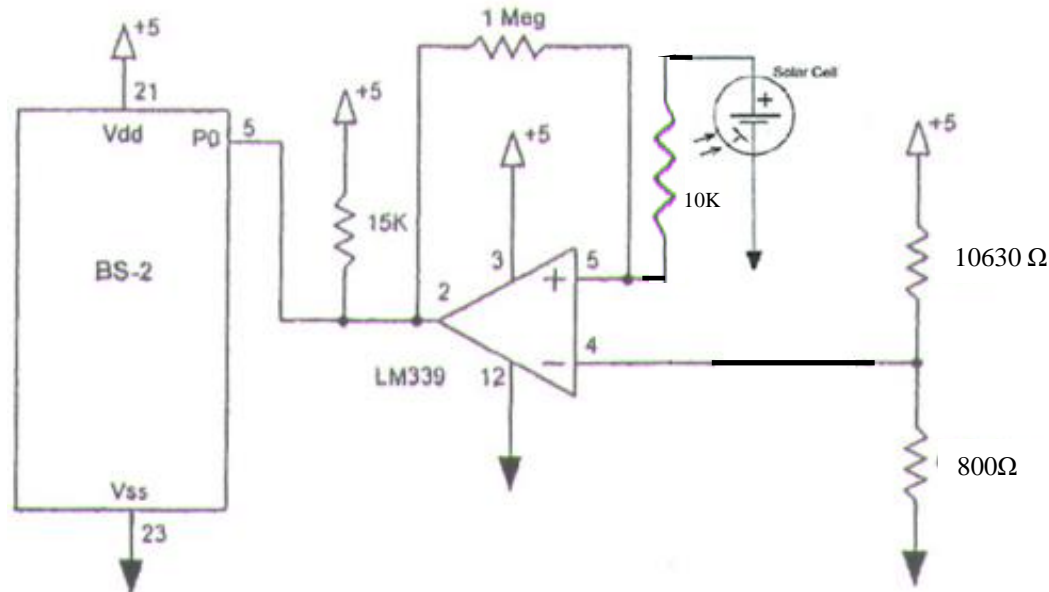 1 Meg
+5
21
Vdd
P0
5
+5
15K
+5
Solar Cell
+
10K
+5
10630 Ω
BS-2
3
2
+
5
−
4
LM339
12
800Ω
Vss
23